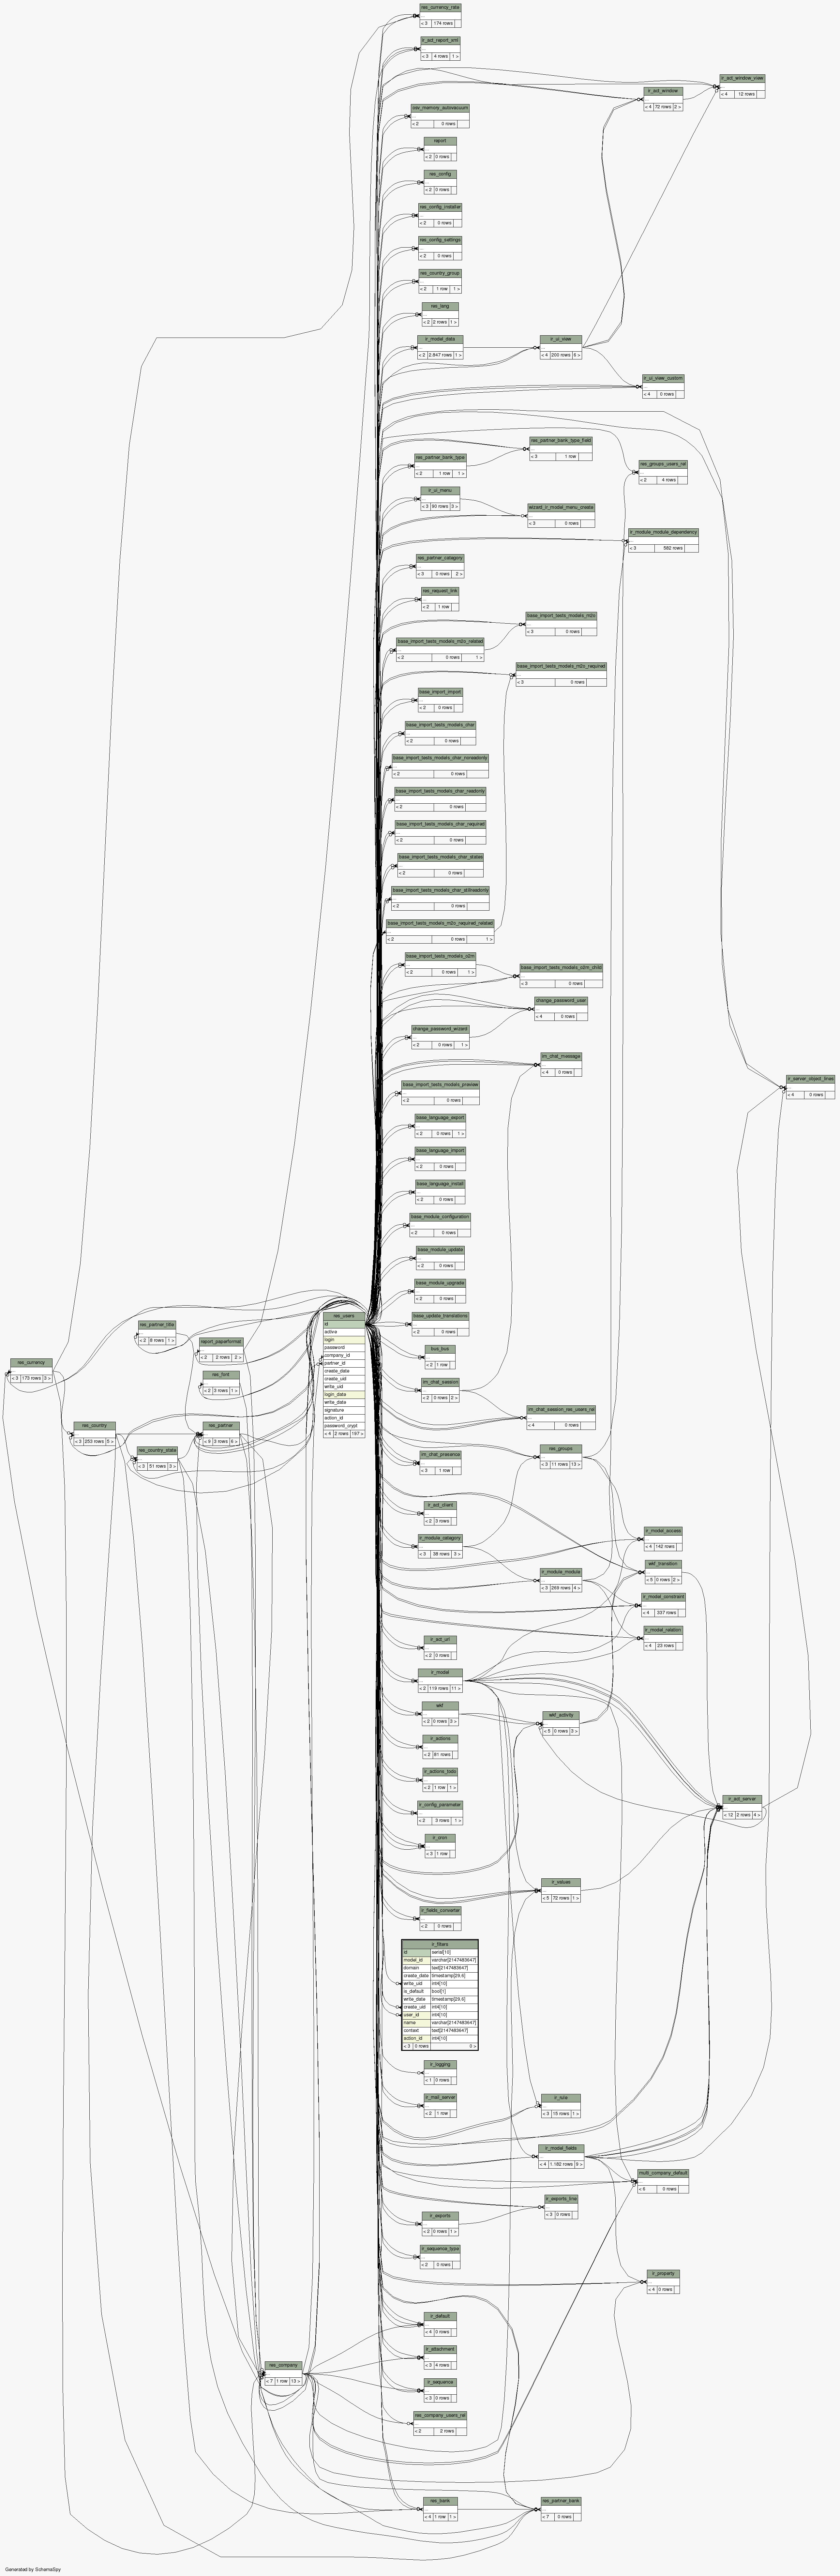 res_currency_rate
...
< 3 174 rows
ir_act_report_xml
...
< 3 4 rows 1 >
ir_act_window_view
...
< 4 12 rows
ir_act_window
...
< 4 72 rows 2 >
osv_memory_autovacuum
...
< 2 0 rows
report
...
< 2 0 rows
res_config
...
< 2 0 rows
res_config_installer
...
< 2 0 rows
res_config_settings
...
< 2 0 rows
res_country_group
...
< 2 1 row 1 >
res_lang
...
< 2 2 rows 1 >
ir_model_data
...
< 2 2,847 rows 1 >
ir_ui_view
...
< 4 200 rows 6 >
ir_ui_view_custom
...
< 4 0 rows
res_partner_bank_type_field
...
< 3 1 row
res_partner_bank_type
...
< 2 1 row 1 >
res_groups_users_rel
...
< 2 4 rows
ir_ui_menu
...
< 3 90 rows 3 >
wizard_ir_model_menu_create
...
< 3 0 rows
ir_module_module_dependency
...
< 3 582 rows
res_partner_category
...
< 3 0 rows 2 >
res_request_link
...
< 2 1 row
base_import_tests_models_m2o
...
< 3 0 rows
base_import_tests_models_m2o_related
...
< 2 0 rows 1 >
base_import_tests_models_m2o_required
...
< 3 0 rows
base_import_import
...
< 2 0 rows
base_import_tests_models_char
...
< 2 0 rows
base_import_tests_models_char_noreadonly
...
< 2 0 rows
base_import_tests_models_char_readonly
...
< 2 0 rows
base_import_tests_models_char_required
...
< 2 0 rows
base_import_tests_models_char_states
...
< 2 0 rows
base_import_tests_models_char_stillreadonly
...
< 2 0 rows
base_import_tests_models_m2o_required_related
...
< 2 0 rows 1 >
base_import_tests_models_o2m
...
< 2 0 rows 1 >
base_import_tests_models_o2m_child
...
< 3 0 rows
change_password_user
...
< 4 0 rows
change_password_wizard
...
< 2 0 rows 1 >
im_chat_message
...
< 4 0 rows
ir_server_object_lines
...
< 4 0 rows
base_import_tests_models_preview
...
< 2 0 rows
base_language_export
...
< 2 0 rows 1 >
base_language_import
...
< 2 0 rows
base_language_install
...
< 2 0 rows
base_module_configuration
...
< 2 0 rows
base_module_update
...
< 2 0 rows
base_module_upgrade
...
< 2 0 rows
base_update_translations
...
< 2 0 rows
res_users
id
active
login
password
company_id
partner_id
create_date
create_uid
write_uid
login_date
write_date
signature
action_id
password_crypt
< 4 2 rows 197 >
res_partner_title
...
< 2 8 rows 1 >
report_paperformat
...
< 2 2 rows 2 >
res_currency
...
< 3 173 rows 3 >
res_font
...
< 2 3 rows 1 >
res_country
...
< 3 253 rows 5 >
res_partner
...
< 9 3 rows 6 >
res_country_state
...
< 3 51 rows 3 >
bus_bus
...
< 2 1 row
im_chat_session
...
< 2 0 rows 2 >
im_chat_session_res_users_rel
...
< 4 0 rows
im_chat_presence
...
< 3 1 row
res_groups
...
< 3 11 rows 13 >
ir_act_client
...
< 2 3 rows
ir_module_category
...
< 3 38 rows 3 >
ir_model_access
...
< 4 142 rows
ir_module_module
...
< 3 269 rows 4 >
wkf_transition
...
< 5 0 rows 2 >
ir_model_constraint
...
< 4 337 rows
ir_model_relation
...
< 4 23 rows
ir_act_url
...
< 2 0 rows
ir_model
...
< 2 119 rows 11 >
wkf
...
< 2 0 rows 3 >
wkf_activity
...
< 5 0 rows 3 >
ir_actions
...
< 2 81 rows
ir_actions_todo
...
< 2 1 row 1 >
ir_act_server
...
< 12 2 rows 4 >
ir_config_parameter
...
< 2 3 rows 1 >
ir_cron
...
< 3 1 row
ir_values
...
< 5 72 rows 1 >
ir_fields_converter
...
< 2 0 rows
ir_filters
id serial[10]
model_id varchar[2147483647]
domain text[2147483647]
create_date timestamp[29,6]
write_uid int4[10]
is_default bool[1]
write_date timestamp[29,6]
create_uid int4[10]
user_id int4[10]
name varchar[2147483647]
context text[2147483647]
action_id int4[10]
< 3 0 rows 0 >
ir_logging
...
< 1 0 rows
ir_mail_server
...
< 2 1 row
ir_rule
...
< 3 15 rows 1 >
ir_model_fields
...
< 4 1,182 rows 9 >
multi_company_default
...
< 6 0 rows
ir_exports_line
...
< 3 0 rows
ir_exports
...
< 2 0 rows 1 >
ir_sequence_type
...
< 2 0 rows
ir_property
...
< 4 0 rows
ir_default
...
< 4 0 rows
ir_attachment
...
< 3 4 rows
res_company
...
< 7 1 row 13 >
ir_sequence
...
< 3 0 rows
res_company_users_rel
...
< 2 2 rows
res_bank
...
< 4 1 row 1 >
res_partner_bank
...
< 7 0 rows
Generated by SchemaSpy